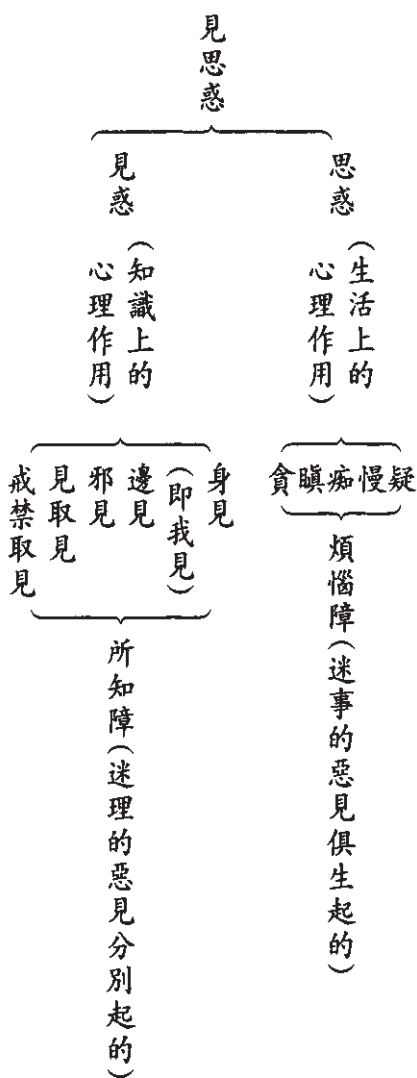 見思惑
思惑
(生活上的
心理作用)
疑
慢
痴
瞋
貪
煩惱障(迷事的惡見俱生起的)
見惑
(知識上的
心理作用)
身見
(即我見)
邊見
邪見
見取見
戒禁取見
所知障(迷理的惡見分別起的)